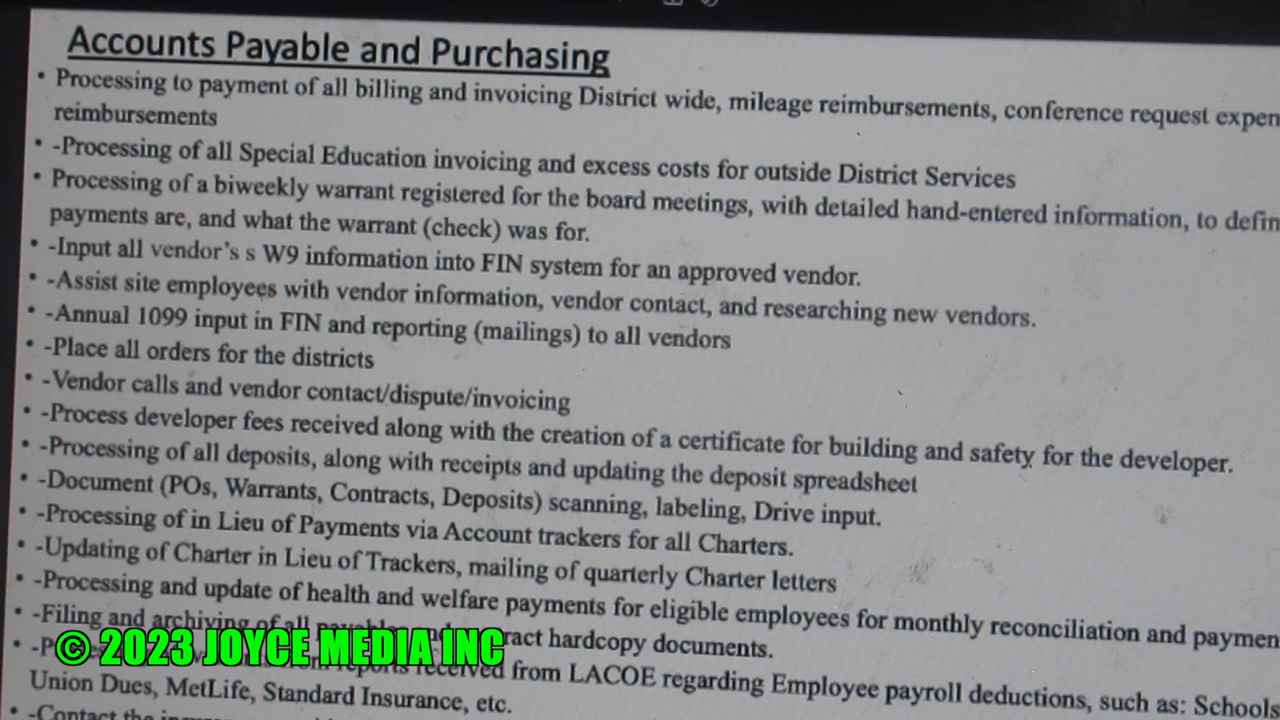 Accounts Payable and Purchasing
• Processing to payment of all billing and invoicing District wide, mileage reimbursements, conference request expen
reimbursements
• -Processing of all Special Education invoicing and excess costs for outside District Services
• Processing of a biweekly warrant registered for the board meetings, with detailed hand-entered information, to defin
payments are, and what the warrant (check) was for.
• -Input all vendor's s W9 information into FIN system for an approved vendor.
• -Assist site employees with vendor information, vendor contact, and researching new vendors.
• -Annual 1099 input in FIN and reporting (mailings) to all vendors
• -Place all orders for the districts
• -Vendor calls and vendor contact/dispute/invoicing
• -Process developer fees received along with the creation of a certificate for building and safety for the developer.
• -Processing of all deposits, along with receipts and updating the deposit spreadsheet
• -Document (POs, Warrants, Contracts, Deposits) scanning, labeling, Drive input.
• -Processing of in Lieu of Payments via Account trackers for all Charters.
• -Updating of Charter in Lieu of Trackers, mailing of quarterly Charter letters
• -Processing and update of health and welfare payments for eligible employees for monthly reconciliation and paymen
• -Filing and archiving of all hardcopy documents.
• reports received from LACOE regarding Employee payroll deductions, such as: Schools
Union Dues, MetLife, Standard Insurance, etc.
• -Contact the
© 2023 JOYCE MEDIA INC